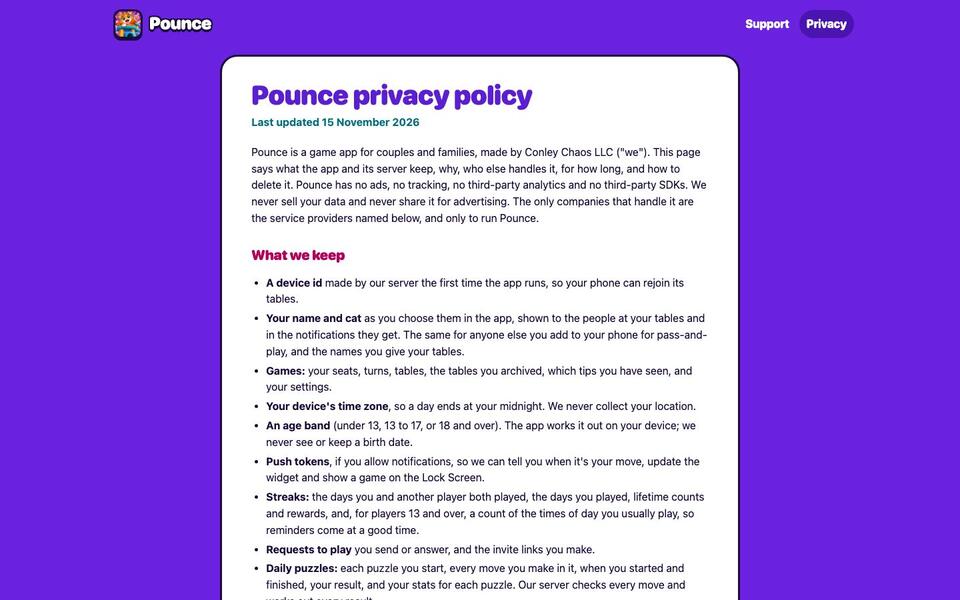 Pounce
Support
Privacy
Pounce privacy policy
Last updated 15 November 2026
Pounce is a game app for couples and families, made by Conley Chaos LLC ("we"). This page
says what the app and its server keep, why, who else handles it, for how long, and how to
delete it. Pounce has no ads, no tracking, no third-party analytics and no third-party SDKs. We
never sell your data and never share it for advertising. The only companies that handle it are
the service providers named below, and only to run Pounce.
What we keep
• A device id made by our server the first time the app runs, so your phone can rejoin its
tables.
• Your name and cat as you choose them in the app, shown to the people at your tables and
in the notifications they get. The same for anyone else you add to your phone for pass-and-
play, and the names you give your tables.
• Games: your seats, turns, tables, the tables you archived, which tips you have seen, and
your settings.
• Your device's time zone, so a day ends at your midnight. We never collect your location.
• An age band (under 13, 13 to 17, or 18 and over). The app works it out on your device; we
never see or keep a birth date.
• Push tokens, if you allow notifications, so we can tell you when it's your move, update the
widget and show a game on the Lock Screen.
• Streaks: the days you and another player both played, the days you played, lifetime counts
and rewards, and, for players 13 and over, a count of the times of day you usually play, so
reminders come at a good time.
• Requests to play you send or answer, and the invite links you make.
• Daily puzzles: each puzzle you start, every move you make in it, when you started and
finished, your result, and your stats for each puzzle. Our server checks every move and
works out every result.